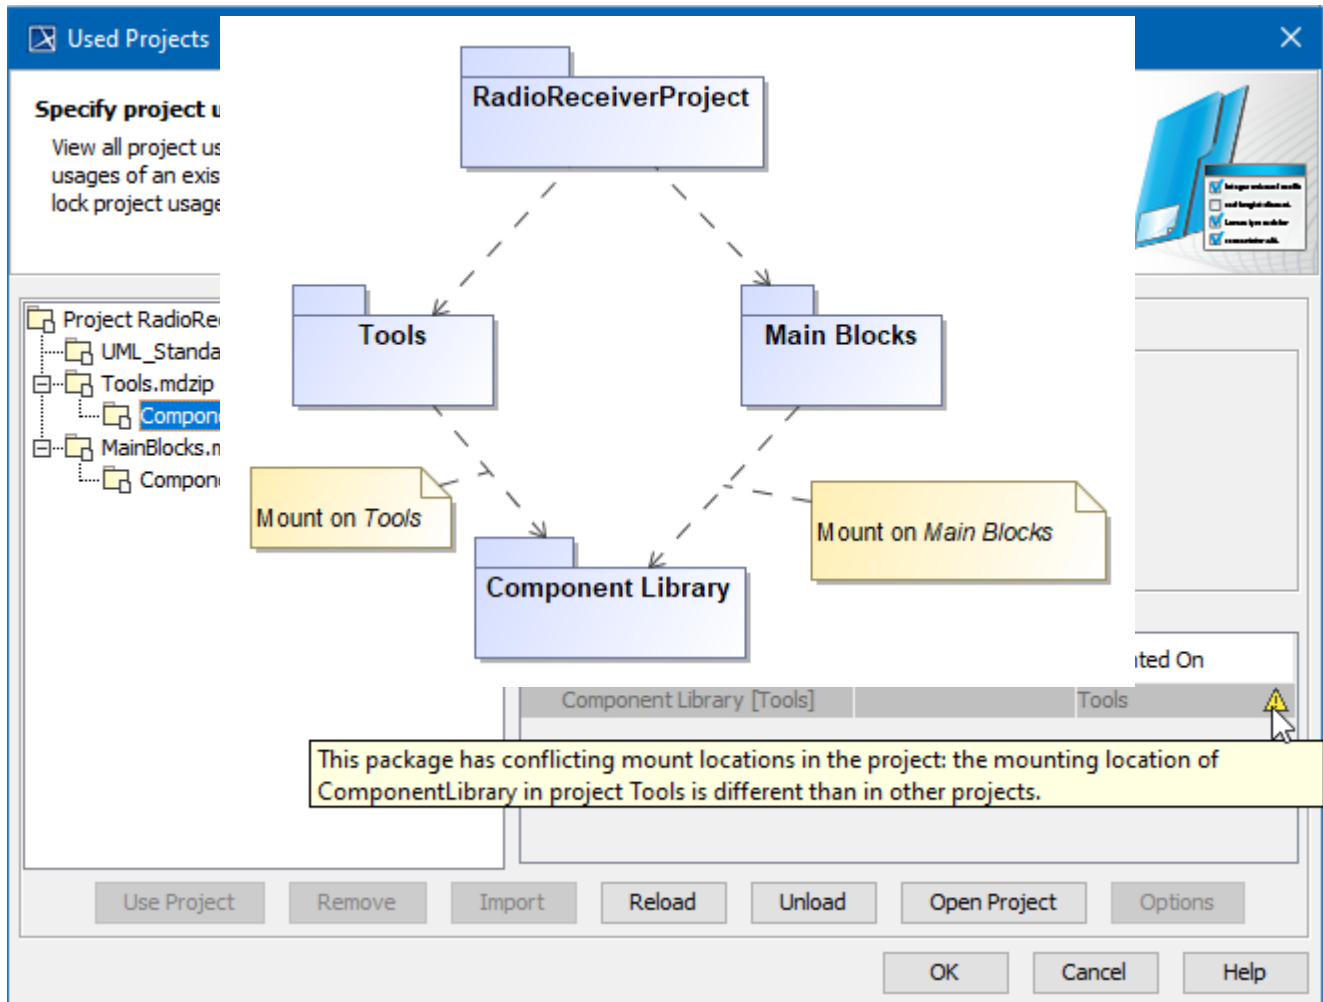 Used Projects
Specify project u
View all project us
usages of an exis
lock project usage
RadioReceiverProject
Tools
Main Blocks
Mount on Tools
Mount on Main Blocks
Component Library
Project RadioRe
UML_Standa
Tools.mdzip
Compone
MainBlocks.m
Compone
ted On
Component Library [Tools]
Tools
This package has conflicting mount locations in the project: the mounting location of
ComponentLibrary in project Tools is different than in other projects.
Use Project
Remove
Import
Reload
Unload
Open Project
Options
OK
Cancel
Help